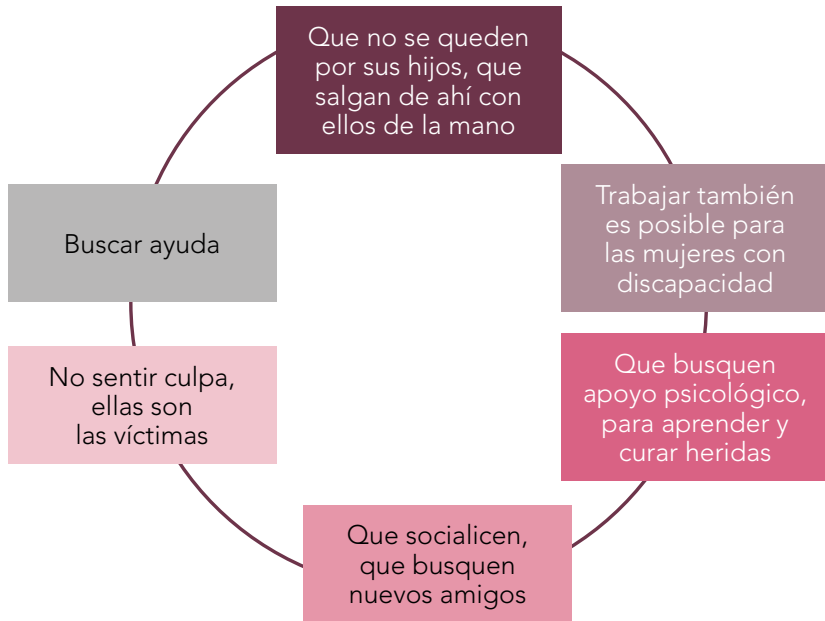 Que no se queden
por sus hijos, que
salgan de ahí con
ellos de la mano
Trabajar también
es posible para
las mujeres con
discapacidad
Que busquen
apoyo psicológico,
para aprender y
curar heridas
Que socialicen,
que busquen
nuevos amigos
No sentir culpa,
ellas son
las víctimas
Buscar ayuda